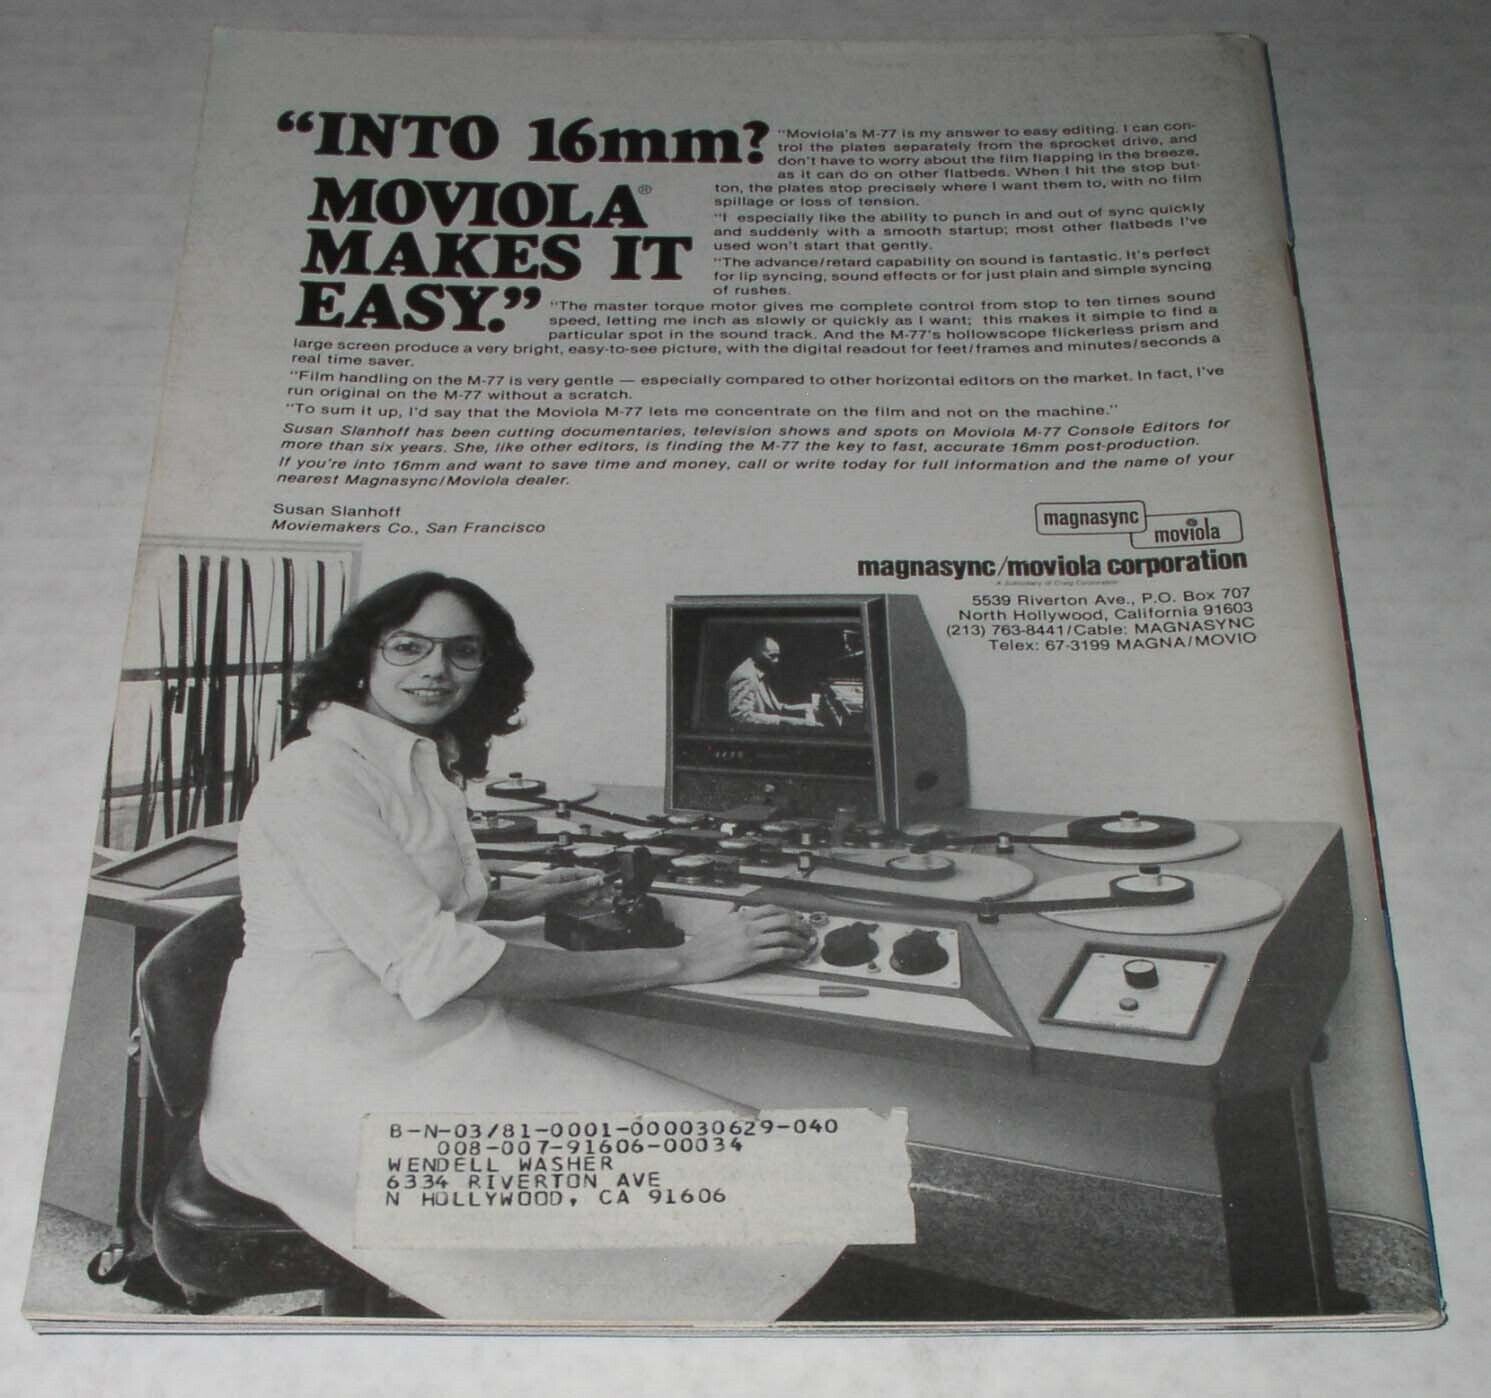 “INTO 16mm?
MOVIOLA®
MAKES IT
EASY.”
"Moviola's M-77 is my answer to easy editing. I can con-
trol the plates separately from the sprocket drive, and
don't have to worry about the film flapping in the breeze,
as it can do on other flatbeds. When I hit the stop but-
ton, the plates stop precisely where I want them to, with no film
spillage or loss of tension.
"I especially like the ability to punch in and out of sync quickly
and suddenly with a smooth startup; most other flatbeds I've
used won't start that gently.
"The advance/retard capability on sound is fantastic. It's perfect
for lip syncing, sound effects or for just plain and simple syncing
of rushes.
"The master torque motor gives me complete control from stop to ten times sound
speed, letting me inch as slowly or quickly as I want; this makes it simple to find a
particular spot in the sound track. And the M-77's hollowscope flickerless prism and
large screen produce a very bright, easy-to-see picture, with the digital readout for feet/frames and minutes/seconds a
real time saver.
"Film handling on the M-77 is very gentle — especially compared to other horizontal editors on the market. In fact, I've
run original on the M-77 without a scratch.
"To sum it up, I'd say that the Moviola M-77 lets me concentrate on the film and not on the machine."
Susan Slanhoff has been cutting documentaries, television shows and spots on Moviola M-77 Console Editors for
more than six years. She, like other editors, is finding the M-77 the key to fast, accurate 16mm post-production.
If you're into 16mm and want to save time and money, call or write today for full information and the name of your
nearest Magnasync/Moviola dealer.
Susan Slanhoff
Moviemakers Co., San Francisco
magnasync
moviola
magnasync/moviola corporation
A Subsidiary of Craig Corporation
5539 Riverton Ave., P.O. Box 707
North Hollywood, California 91603
(213) 763-8441/Cable: MAGNASYNC
Telex: 67-3199 MAGNA/MOVIO
B-N-03/81-0001-000030629-040
008-007-91606-00034
WENDELL WASHER
6334 RIVERTON AVE
N HOLLYWOOD, CA 91606